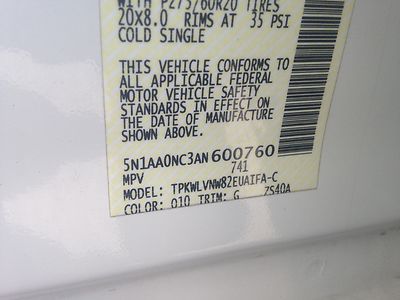 WITH P275/60R20 TIRES
20x8.0 RIMS AT 35 PSI
COLD SINGLE
THIS VEHICLE CONFORMS TO
ALL APPLICABLE FEDERAL
MOTOR VEHICLE SAFETY
STANDARDS IN EFFECT ON
THE DATE OF MANUFACTURE
SHOWN ABOVE.
5N1AA0NC3AN600760
MPV 741
MODEL: TPKWLVNW82EUAIFA-C
COLOR: 010 TRIM: G 7S40A